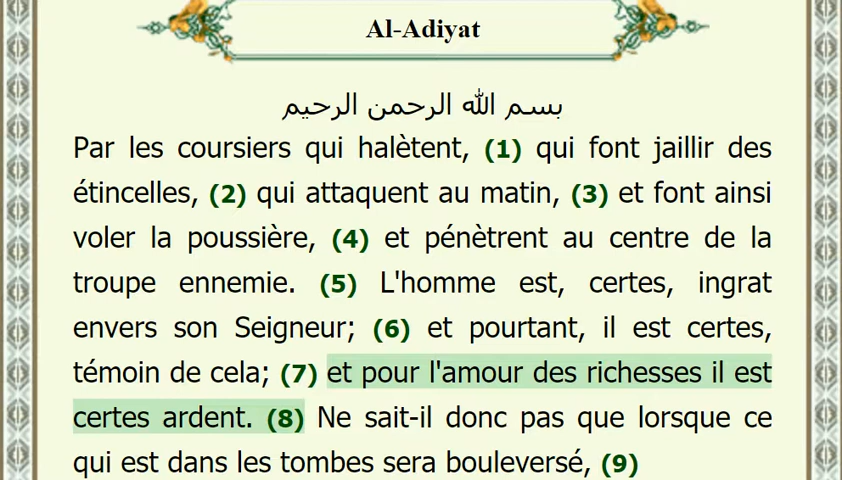 Al-Adiyat
بسم الله الرحمن الرحيم
Par les coursiers qui halètent, (1) qui font jaillir des
étincelles, (2) qui attaquent au matin, (3) et font ainsi
voler la poussière, (4) et pénètrent au centre de la
troupe ennemie. (5) L'homme est, certes, ingrat
envers son Seigneur; (6) et pourtant, il est certes,
témoin de cela; (7) et pour l'amour des richesses il est
certes ardent. (8) Ne sait-il donc pas que lorsque ce
qui est dans les tombes sera bouleversé, (9)